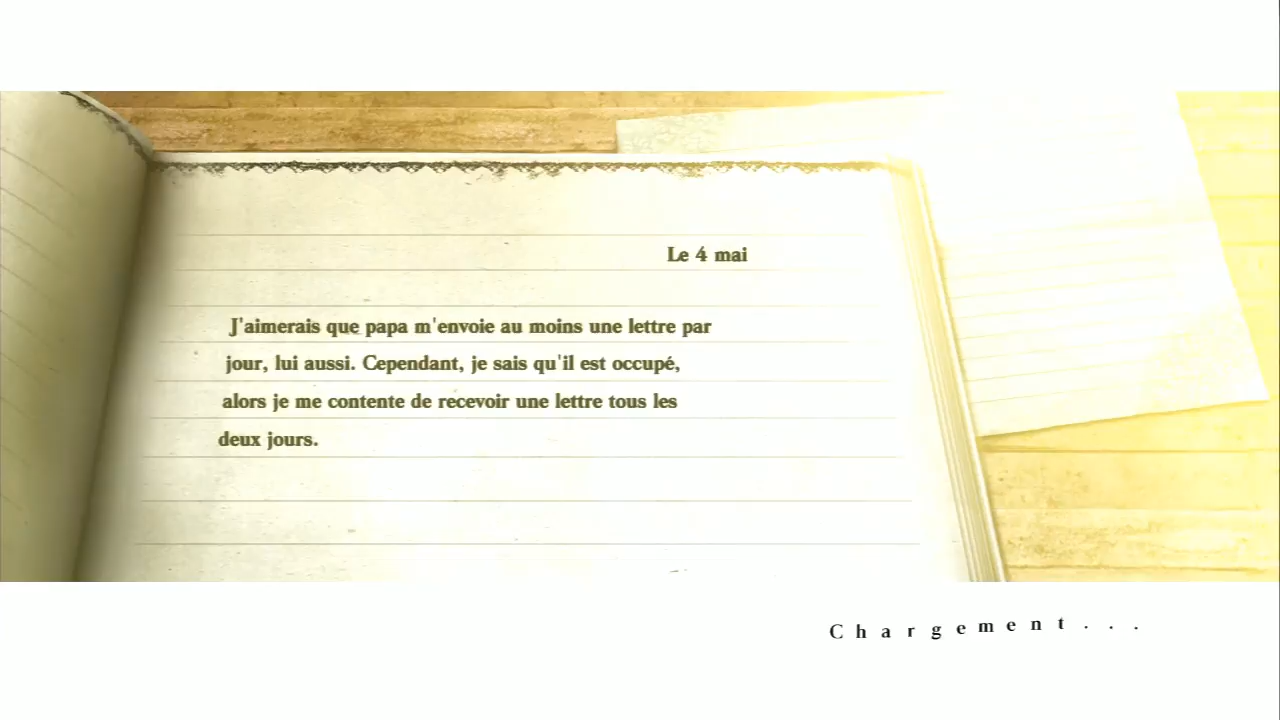 Le 4 mai
J'aimerais que papa m'envoie au moins une lettre par
jour, lui aussi. Cependant, je sais qu'il est occupé,
alors je me contente de recevoir une lettre tous les
deux jours.
Chargement...